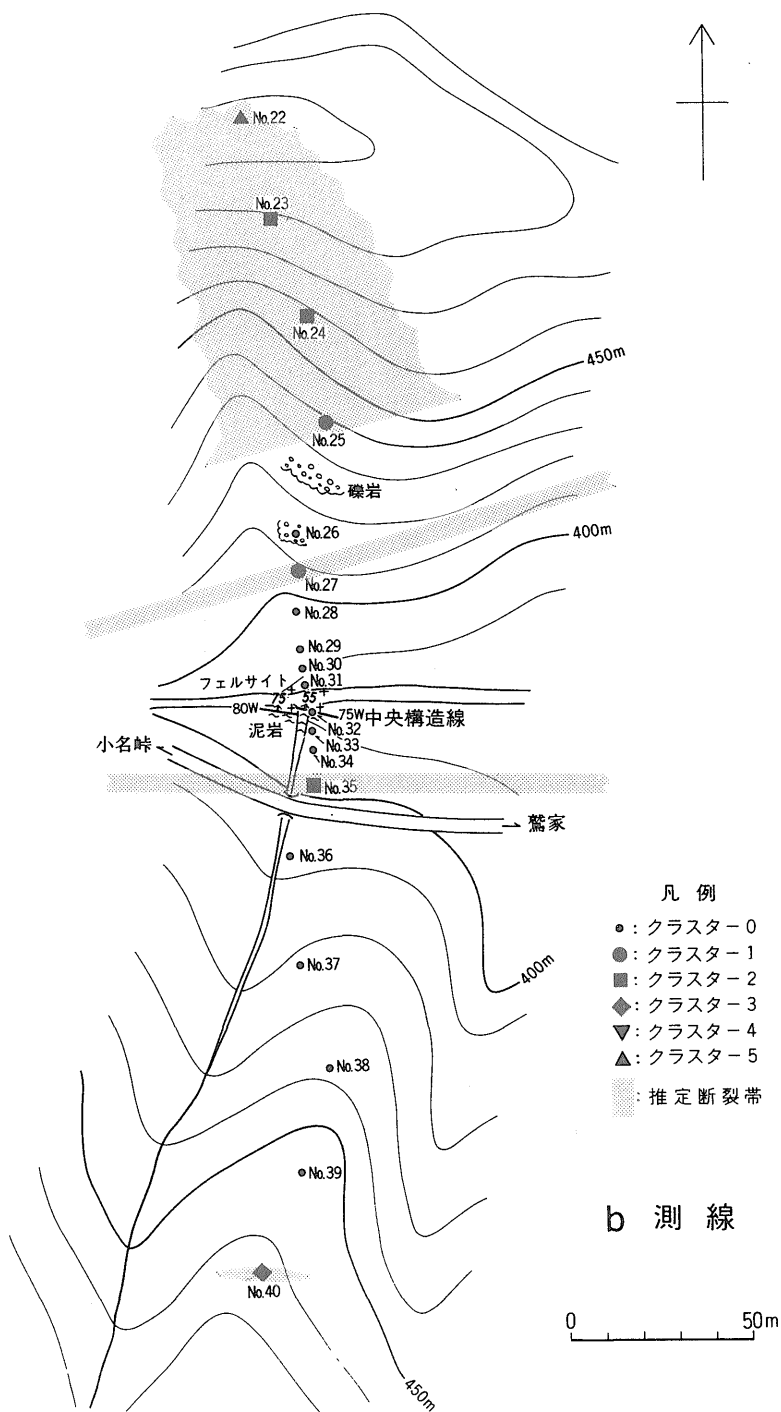 No.22
No.23
No.24
450m
No.25
礫岩
No.26
400m
No.27
No.28
No.29
No.30
フェルサイト
No.31
75
55
80W
75W
中央構造線
泥岩
No.32
No.33
小名峠
No.34
No.35
鷲家
No.36
No.37
400m
No.38
No.39
No.40
450m
凡例
●: クラスター0
●: クラスター1
■: クラスター2
◆: クラスター3
▼: クラスター4
▲: クラスター5
: 推定断裂帯
b 測線
0 50m